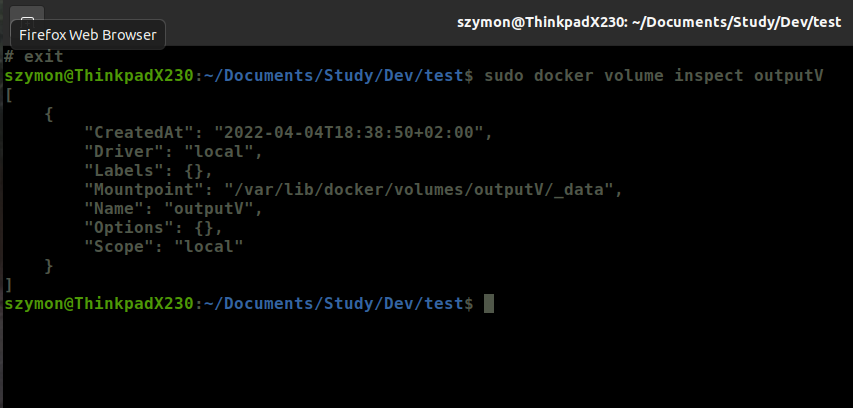 szymon@ThinkpadX230: ~/Documents/Study/Dev/test
Firefox Web Browser
# exit
szymon@ThinkpadX230:~/Documents/Study/Dev/test$ sudo docker volume inspect outputV
[
    {
        "CreatedAt": "2022-04-04T18:38:50+02:00",
        "Driver": "local",
        "Labels": {},
        "Mountpoint": "/var/lib/docker/volumes/outputV/_data",
        "Name": "outputV",
        "Options": {},
        "Scope": "local"
    }
]
szymon@ThinkpadX230:~/Documents/Study/Dev/test$